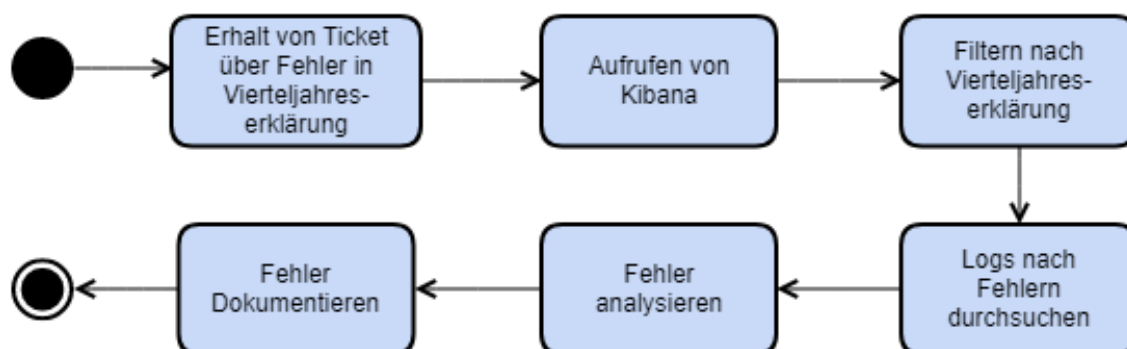 Erhalt von Ticket
über Fehler in
Vierteljahres-
erklärung
Aufrufen von
Kibana
Filtern nach
Vierteljahres-
erklärung
Logs nach
Fehlern
durchsuchen
Fehler
analysieren
Fehler
Dokumentieren